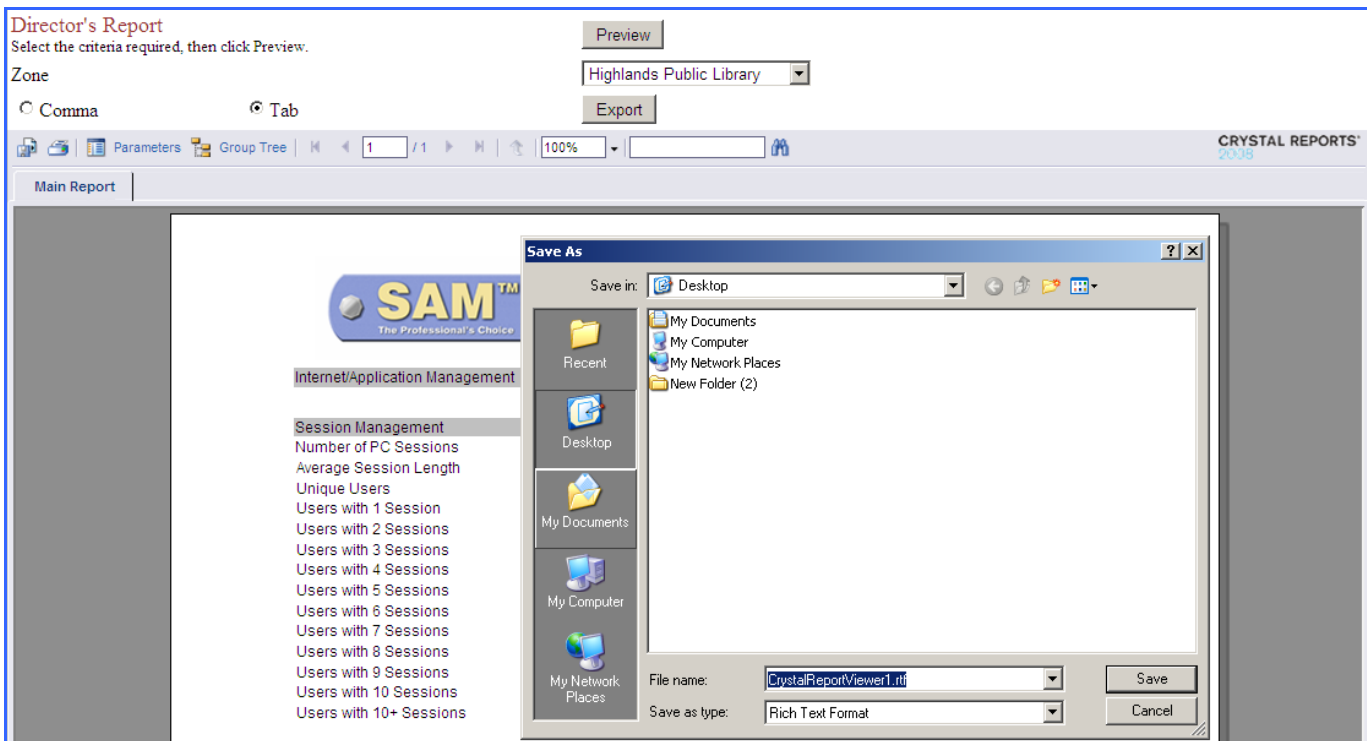 Director's Report
Select the criteria required, then click Preview.
Preview
Zone
Highlands Public Library
Comma
Tab
Export
Parameters
Group Tree
1
/ 1
100%
CRYSTAL REPORTS®
2008
Main Report
SAM™
The Professional's Choice
Internet/Application Management
Session Management
Number of PC Sessions
Average Session Length
Unique Users
Users with 1 Session
Users with 2 Sessions
Users with 3 Sessions
Users with 4 Sessions
Users with 5 Sessions
Users with 6 Sessions
Users with 7 Sessions
Users with 8 Sessions
Users with 9 Sessions
Users with 10 Sessions
Users with 10+ Sessions
Save As
Save in:
Desktop
Recent
Desktop
My Documents
My Computer
My Network
Places
My Documents
My Computer
My Network Places
New Folder (2)
File name:
CrystalReportViewer1.rtf
Save
Save as type:
Rich Text Format
Cancel